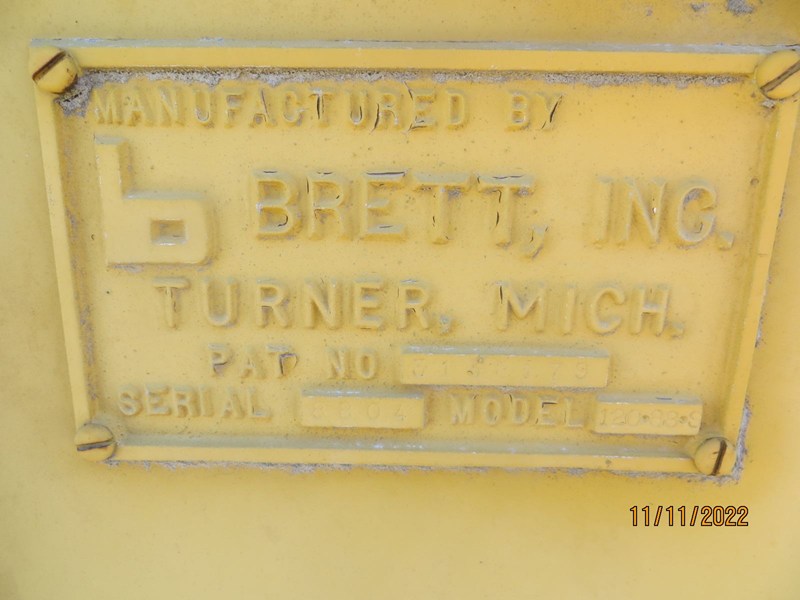 MANUFACTURED BY
b BRETT, INC.
TURNER, MICH.
PAT NO
SERIAL MODEL
11/11/2022